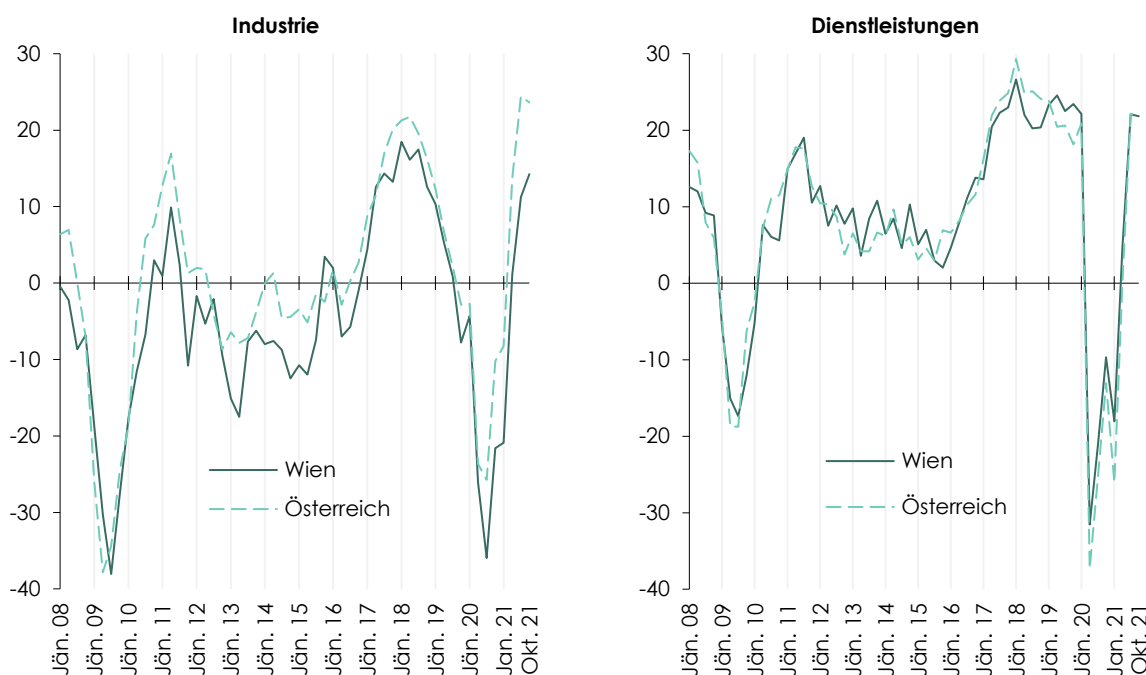 Industrie
30
20
10
0
-10
-20
-30
-40
Wien
Österreich
Jän. 08
Jän. 09
Jän. 10
Jän. 11
Jän. 12
Jän. 13
Jän. 14
Jän. 15
Jän. 16
Jän. 17
Jän. 18
Jän. 19
Jän. 20
Jan. 21
Okt. 21
Dienstleistungen
30
20
10
0
-10
-20
-30
-40
Wien
Österreich
Jän. 08
Jän. 09
Jän. 10
Jän. 11
Jän. 12
Jän. 13
Jän. 14
Jän. 15
Jän. 16
Jän. 17
Jän. 18
Jän. 19
Jän. 20
Jän. 21
Okt. 21